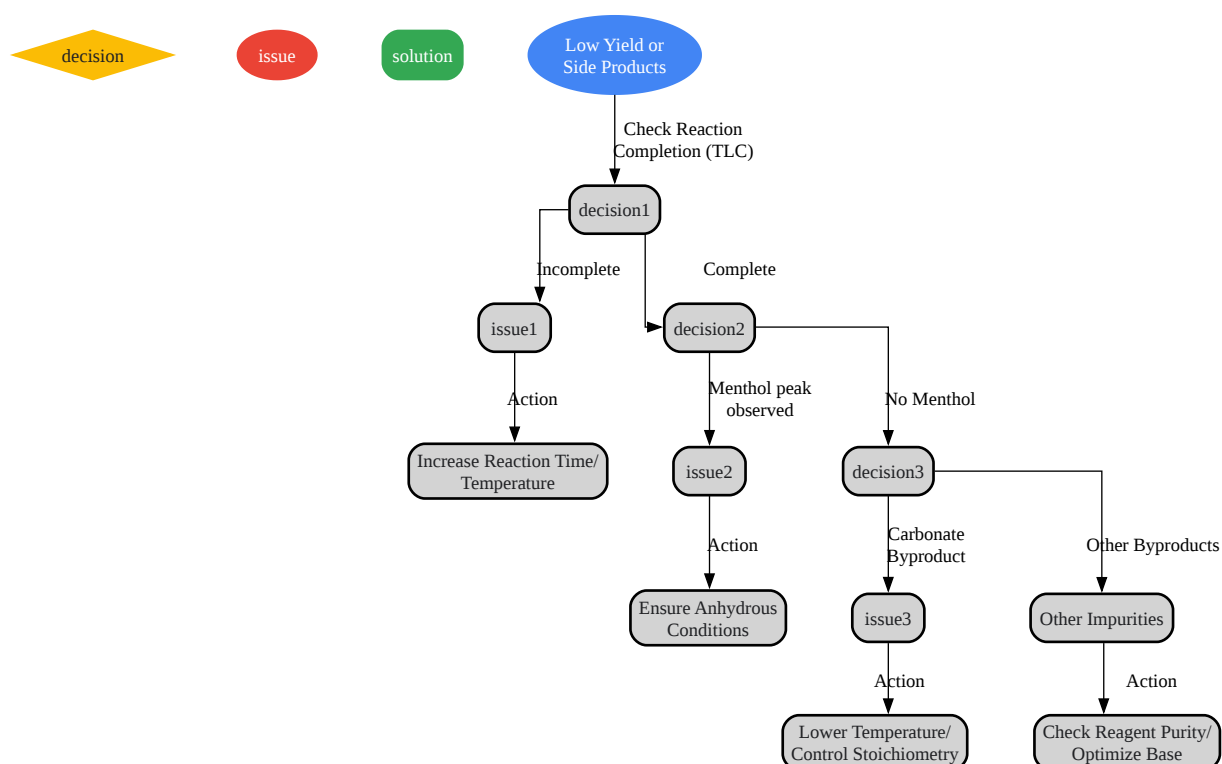 decision
issue
solution
Low Yield or
Side Products
Check Reaction
Completion (TLC)
decision1
Incomplete
Complete
issue1
decision2
Action
Menthol peak
observed
No Menthol
Increase Reaction Time/
Temperature
issue2
decision3
Action
Carbonate
Byproduct
Other Byproducts
Ensure Anhydrous
Conditions
issue3
Other Impurities
Action
Action
Lower Temperature/
Control Stoichiometry
Check Reagent Purity/
Optimize Base